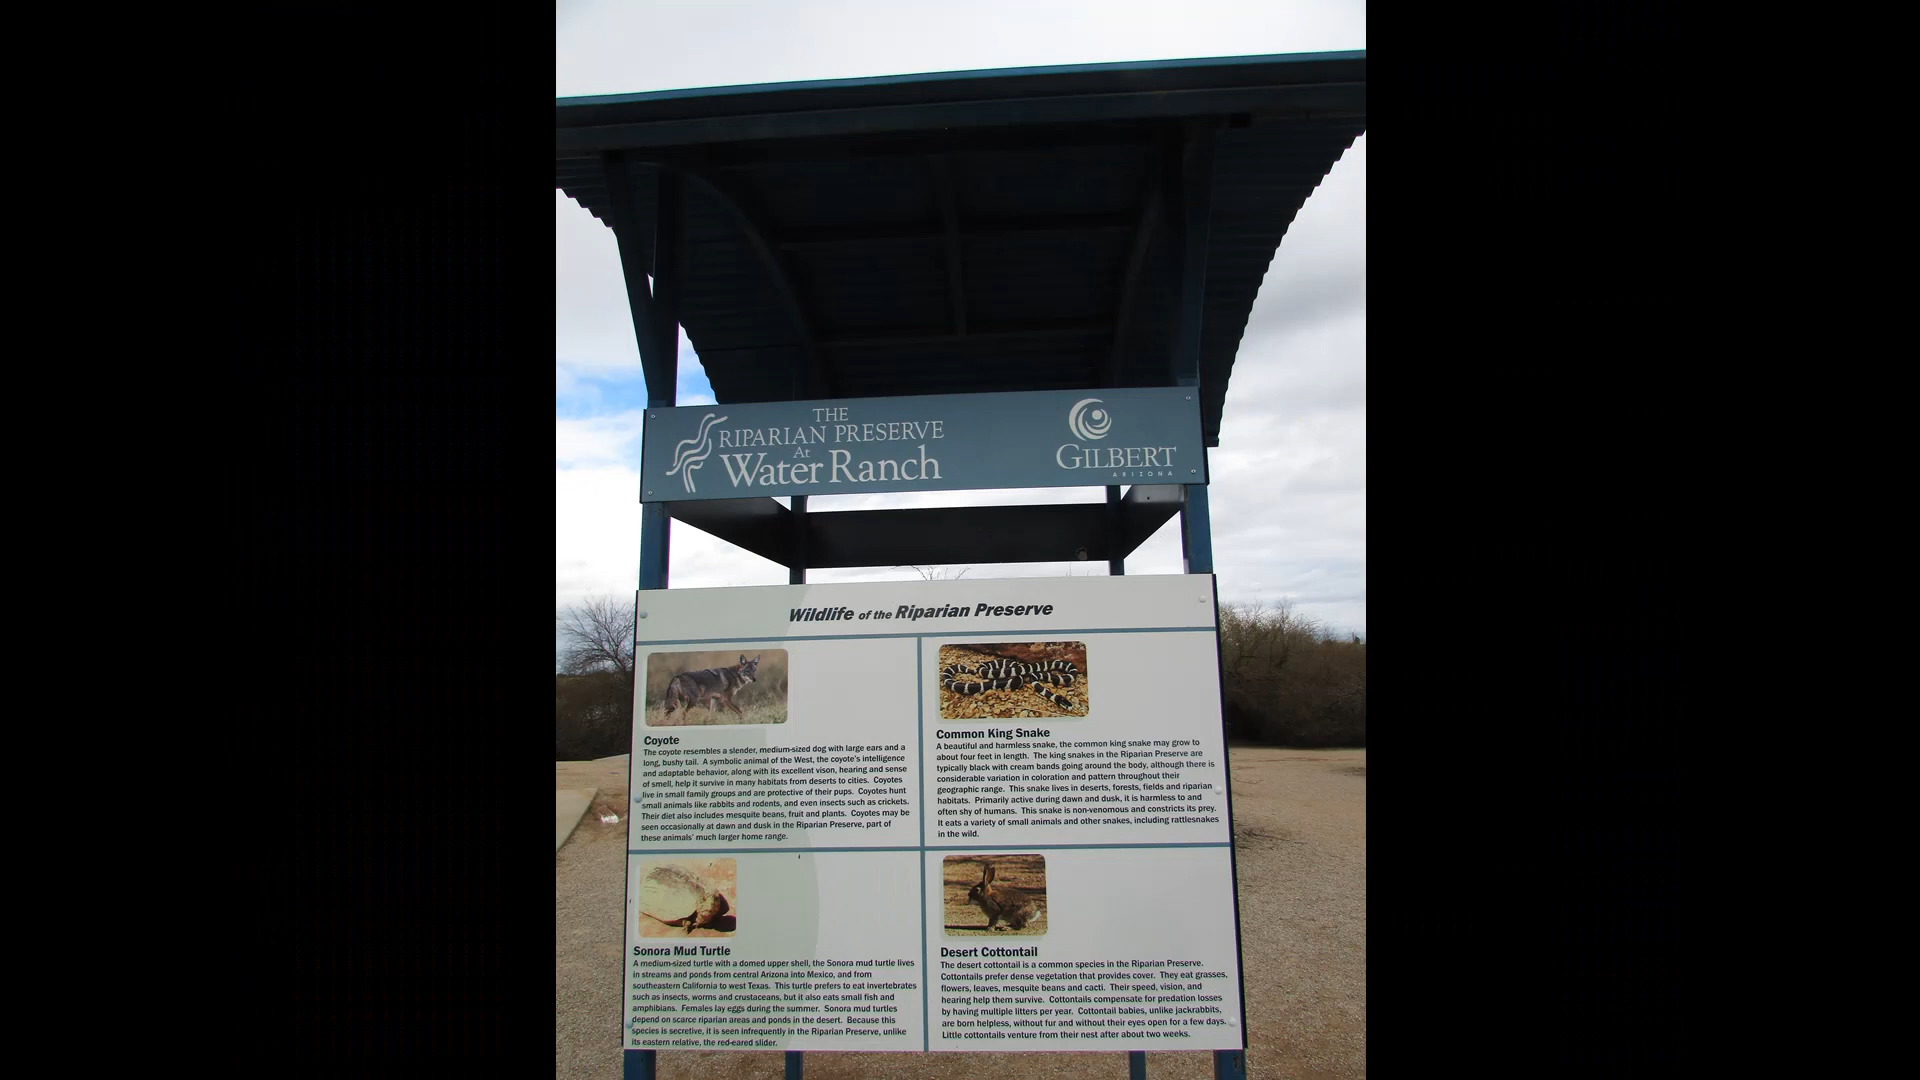 THE
RIPARIAN PRESERVE
At
Water Ranch
GILBERT
ARIZONA
Wildlife of the Riparian Preserve
Coyote
The coyote resembles a slender, medium-sized dog with large ears and a
long, bushy tail. A symbolic animal of the West, the coyote's intelligence
and adaptable behavior, along with its excellent vison, hearing and sense
of smell, help it survive in many habitats from deserts to cities. Coyotes
live in small family groups and are protective of their pups. Coyotes hunt
small animals like rabbits and rodents, and even insects such as crickets.
Their diet also includes mesquite beans, fruit and plants. Coyotes may be
seen occasionally at dawn and dusk in the Riparian Preserve, part of
these animals' much larger home range.
Common King Snake
A beautiful and harmless snake, the common king snake may grow to
about four feet in length. The king snakes in the Riparian Preserve are
typically black with cream bands going around the body, although there is
considerable variation in coloration and pattern throughout their
geographic range. This snake lives in deserts, forests, fields and riparian
habitats. Primarily active during dawn and dusk, it is harmless to and
often shy of humans. This snake is non-venomous and constricts its prey.
It eats a variety of small animals and other snakes, including rattlesnakes
in the wild.
Sonora Mud Turtle
A medium-sized turtle with a domed upper shell, the Sonora mud turtle lives
in streams and ponds from central Arizona into Mexico, and from
southeastern California to west Texas. This turtle prefers to eat invertebrates
such as insects, worms and crustaceans, but it also eats small fish and
amphibians. Females lay eggs during the summer. Sonora mud turtles
depend on scarce riparian areas and ponds in the desert. Because this
species is secretive, it is seen infrequently in the Riparian Preserve, unlike
its eastern relative, the red-eared slider.
Desert Cottontail
The desert cottontail is a common species in the Riparian Preserve.
Cottontails prefer dense vegetation that provides cover. They eat grasses,
flowers, leaves, mesquite beans and cacti. Their speed, vision, and
hearing help them survive. Cottontails compensate for predation losses
by having multiple litters per year. Cottontail babies, unlike jackrabbits,
are born helpless, without fur and without their eyes open for a few days.
Little cottontails venture from their nest after about two weeks.